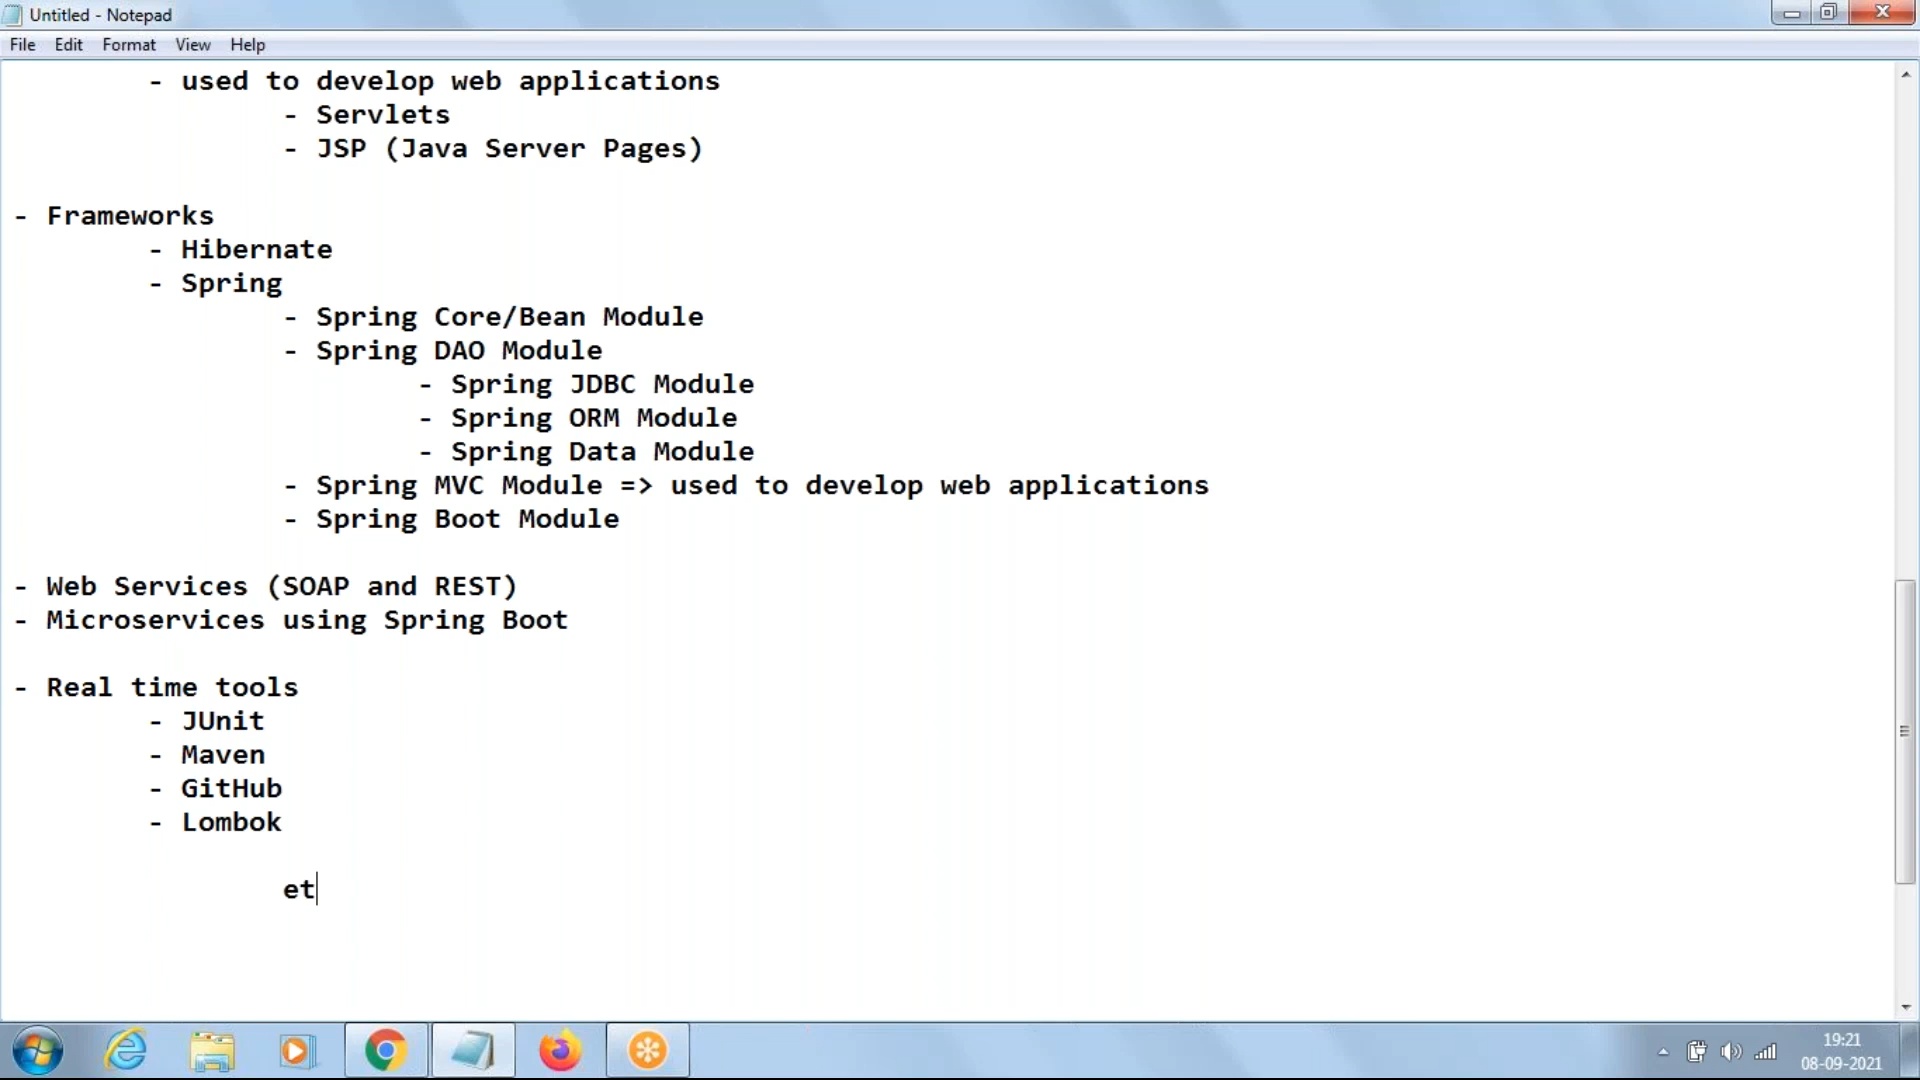 Untitled - Notepad
File Edit Format View Help
- used to develop web applications
- Servlets
- JSP (Java Server Pages)
- Frameworks
- Hibernate
- Spring
- Spring Core/Bean Module
- Spring DAO Module
- Spring JDBC Module
- Spring ORM Module
- Spring Data Module
- Spring MVC Module => used to develop web applications
- Spring Boot Module
- Web Services (SOAP and REST)
- Microservices using Spring Boot
- Real time tools
- JUnit
- Maven
- GitHub
- Lombok
et
19:21
08-09-2021